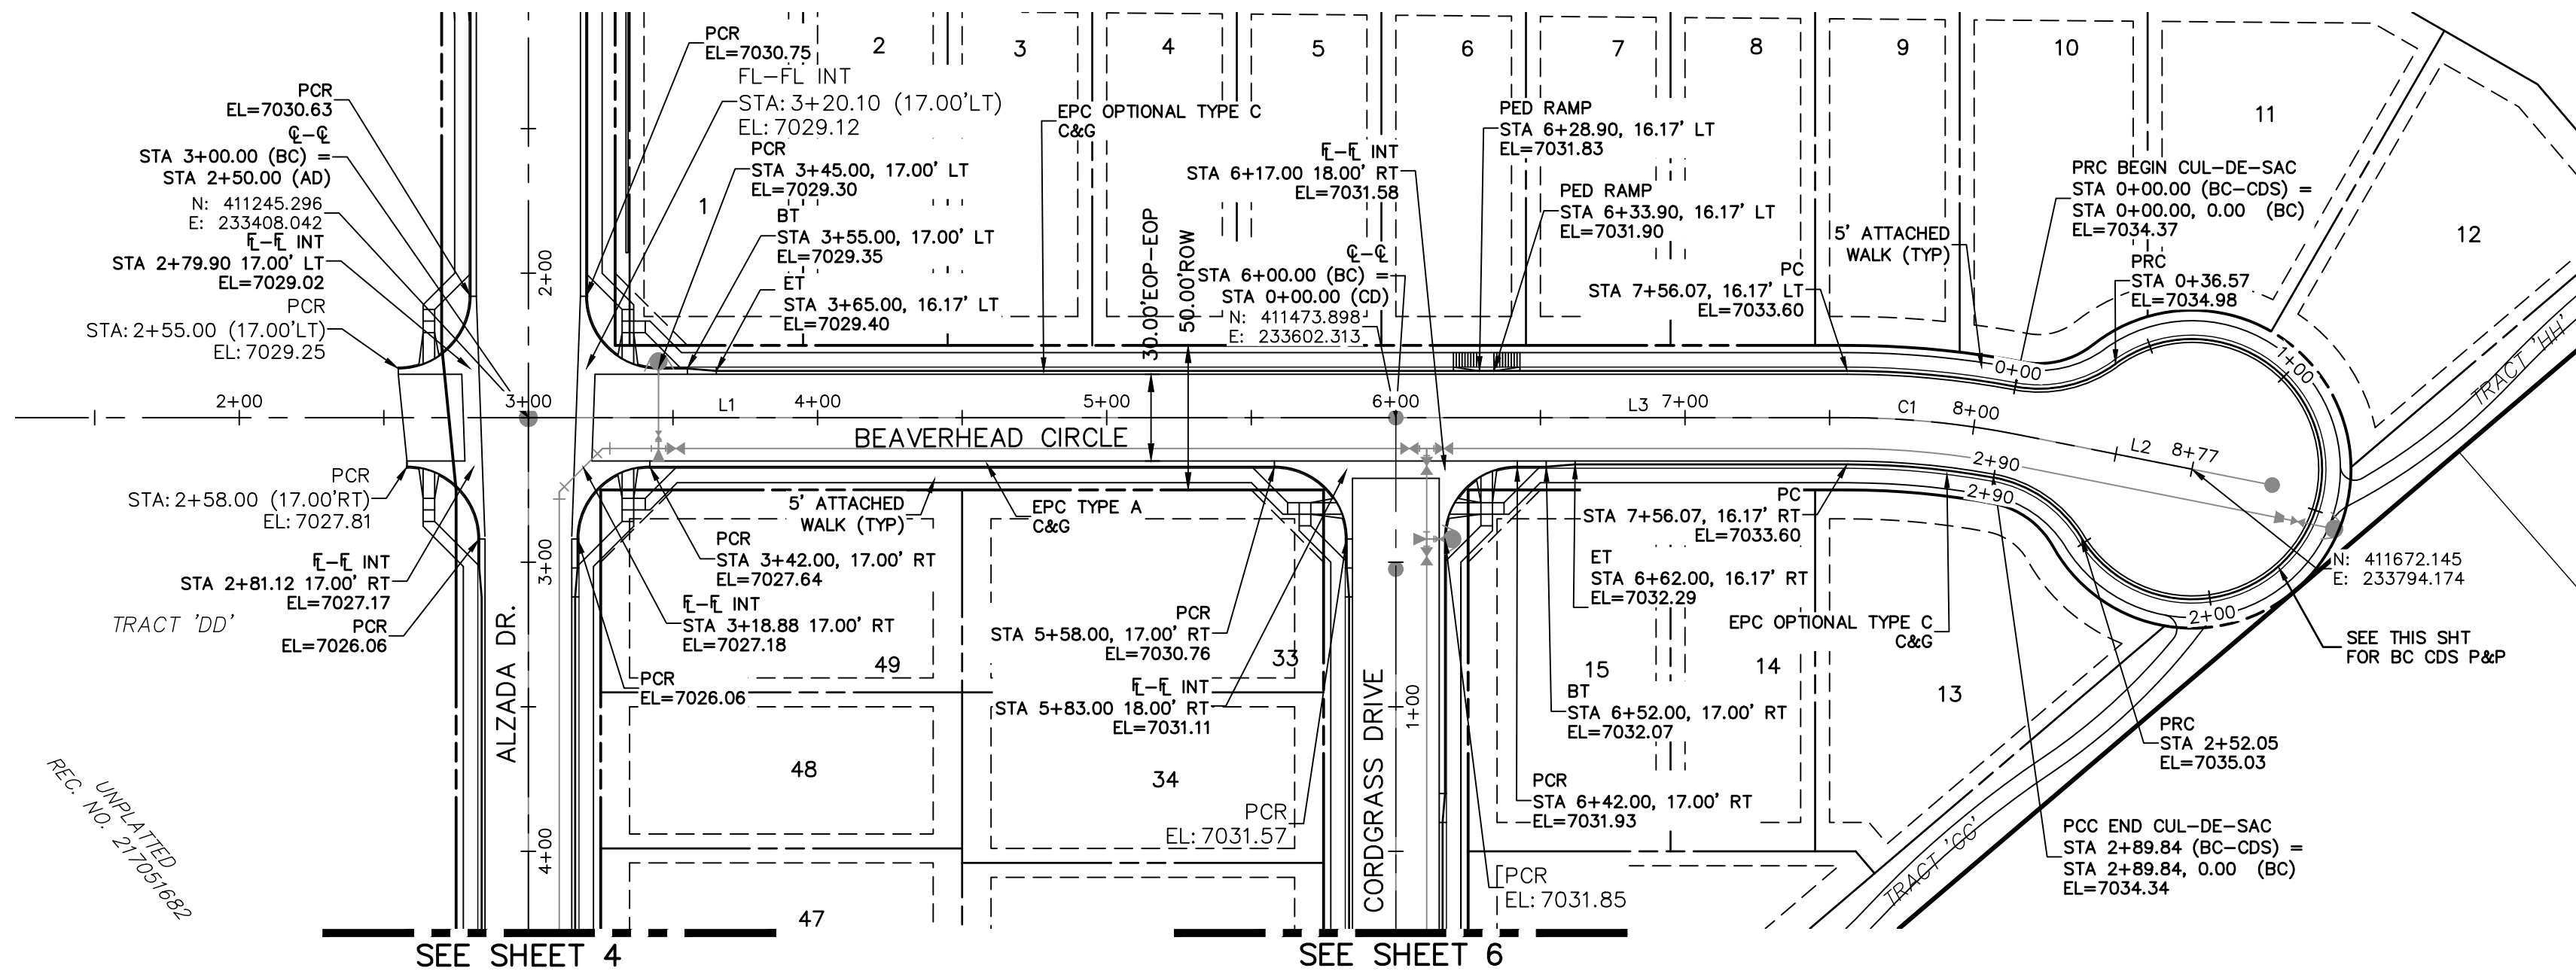 PCR
EL=7030.63
℄-℄
STA 3+00.00 (BC) =
STA 2+50.00 (AD)
N: 411245.296
E: 233408.042
FL-FL INT
STA 2+79.90 17.00' LT
EL=7029.02
PCR
STA: 2+55.00 (17.00'LT)
EL: 7029.25
PCR
EL=7030.75
FL-FL INT
STA: 3+20.10 (17.00'LT)
EL: 7029.12
PCR
STA 3+45.00, 17.00' LT
EL=7029.30
BT
STA 3+55.00, 17.00' LT
EL=7029.35
ET
STA 3+65.00, 16.17' LT
EL=7029.40
1
2
3
4
5
6
7
8
9
10
11
12
EPC OPTIONAL TYPE C
C&G
30.00'EOP-EOP
50.00'ROW
FL-FL INT
STA 6+17.00 18.00' RT
EL=7031.58
℄-℄
STA 6+00.00 (BC) =
STA 0+00.00 (CD)
N: 411473.898
E: 233602.313
PED RAMP
STA 6+28.90, 16.17' LT
EL=7031.83
PED RAMP
STA 6+33.90, 16.17' LT
EL=7031.90
PC
STA 7+56.07, 16.17' LT
EL=7033.60
5' ATTACHED
WALK (TYP)
PRC BEGIN CUL-DE-SAC
STA 0+00.00 (BC-CDS) =
STA 0+00.00, 0.00 (BC)
EL=7034.37
PRC
STA 0+36.57
EL=7034.98
TRACT 'HH'
2+00
2+00
3+00
L1
4+00
5+00
6+00
L3
7+00
C1
8+00
L2
8+77
0+00
1+00
BEAVERHEAD CIRCLE
2+90
2+90
2+00
PCR
STA: 2+58.00 (17.00'RT)
EL: 7027.81
FL-FL INT
STA 2+81.12 17.00' RT
EL=7027.17
PCR
EL=7026.06
TRACT 'DD'
3+00
ALZADA DR.
4+00
5' ATTACHED
WALK (TYP)
EPC TYPE A
C&G
PCR
STA 3+42.00, 17.00' RT
EL=7027.64
FL-FL INT
STA 3+18.88 17.00' RT
EL=7027.18
PCR
EL=7026.06
49
48
47
33
34
PCR
STA 5+58.00, 17.00' RT
EL=7030.76
FL-FL INT
STA 5+83.00 18.00' RT
EL=7031.11
PCR
EL: 7031.57
CORDGRASS DRIVE
1+00
PC
STA 7+56.07, 16.17' RT
EL=7033.60
ET
STA 6+62.00, 16.17' RT
EL=7032.29
EPC OPTIONAL TYPE C
C&G
15
14
13
BT
STA 6+52.00, 17.00' RT
EL=7032.07
PCR
STA 6+42.00, 17.00' RT
EL=7031.93
PCR
EL: 7031.85
N: 411672.145
E: 233794.174
SEE THIS SHT
FOR BC CDS P&P
PRC
STA 2+52.05
EL=7035.03
PCC END CUL-DE-SAC
STA 2+89.84 (BC-CDS) =
STA 2+89.84, 0.00 (BC)
EL=7034.34
TRACT 'CC'
UNPLATTED
REC. NO. 217051682
SEE SHEET 4
SEE SHEET 6